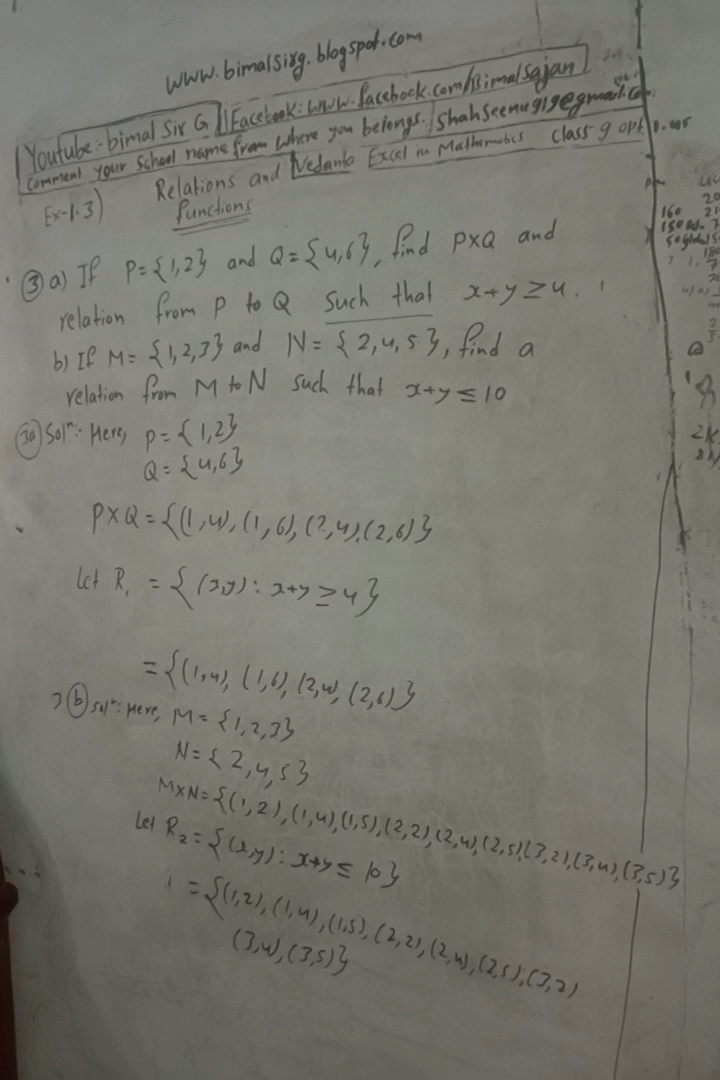 www.bimalsirg.blogspot.com
Youtube:- bimal Sir G || Facebook: www.facebook.com/Bimalsajan
Comment your School name from where you belongs. | shahseenu919@gmail.com
Ex-1.3) Relations and Vedanta Excel in Mathematics class 9 opt
functions
③ a) If P={1,2} and Q={4,6}, find PXQ and
relation from P to Q such that x+y≥4.
b) If M= {1,2,3} and N= {2,4,5}, find a
relation from M to N such that x+y≤10
3a Solⁿ:- Here, P={1,2}
Q={4,6}
PXQ={(1,4),(1,6),(2,4),(2,6)}
Let R₁ = {(x,y): x+y≥4}
={(1,4), (1,6),(2,4), (2,6)}
b solⁿ: Here, M= {1,2,3}
N={ 2,4,5}
MXN={(1,2),(1,4),(1,5),(2,2),(2,4),(2,5)(3,2),(3,4),(3,5)}
Let R₂={(x,y): x+y≤ 10}
={(1,2),(1,4),(1,5),(2,2),(2,4),(2,5),(3,2)
(3,4),(3,5)}